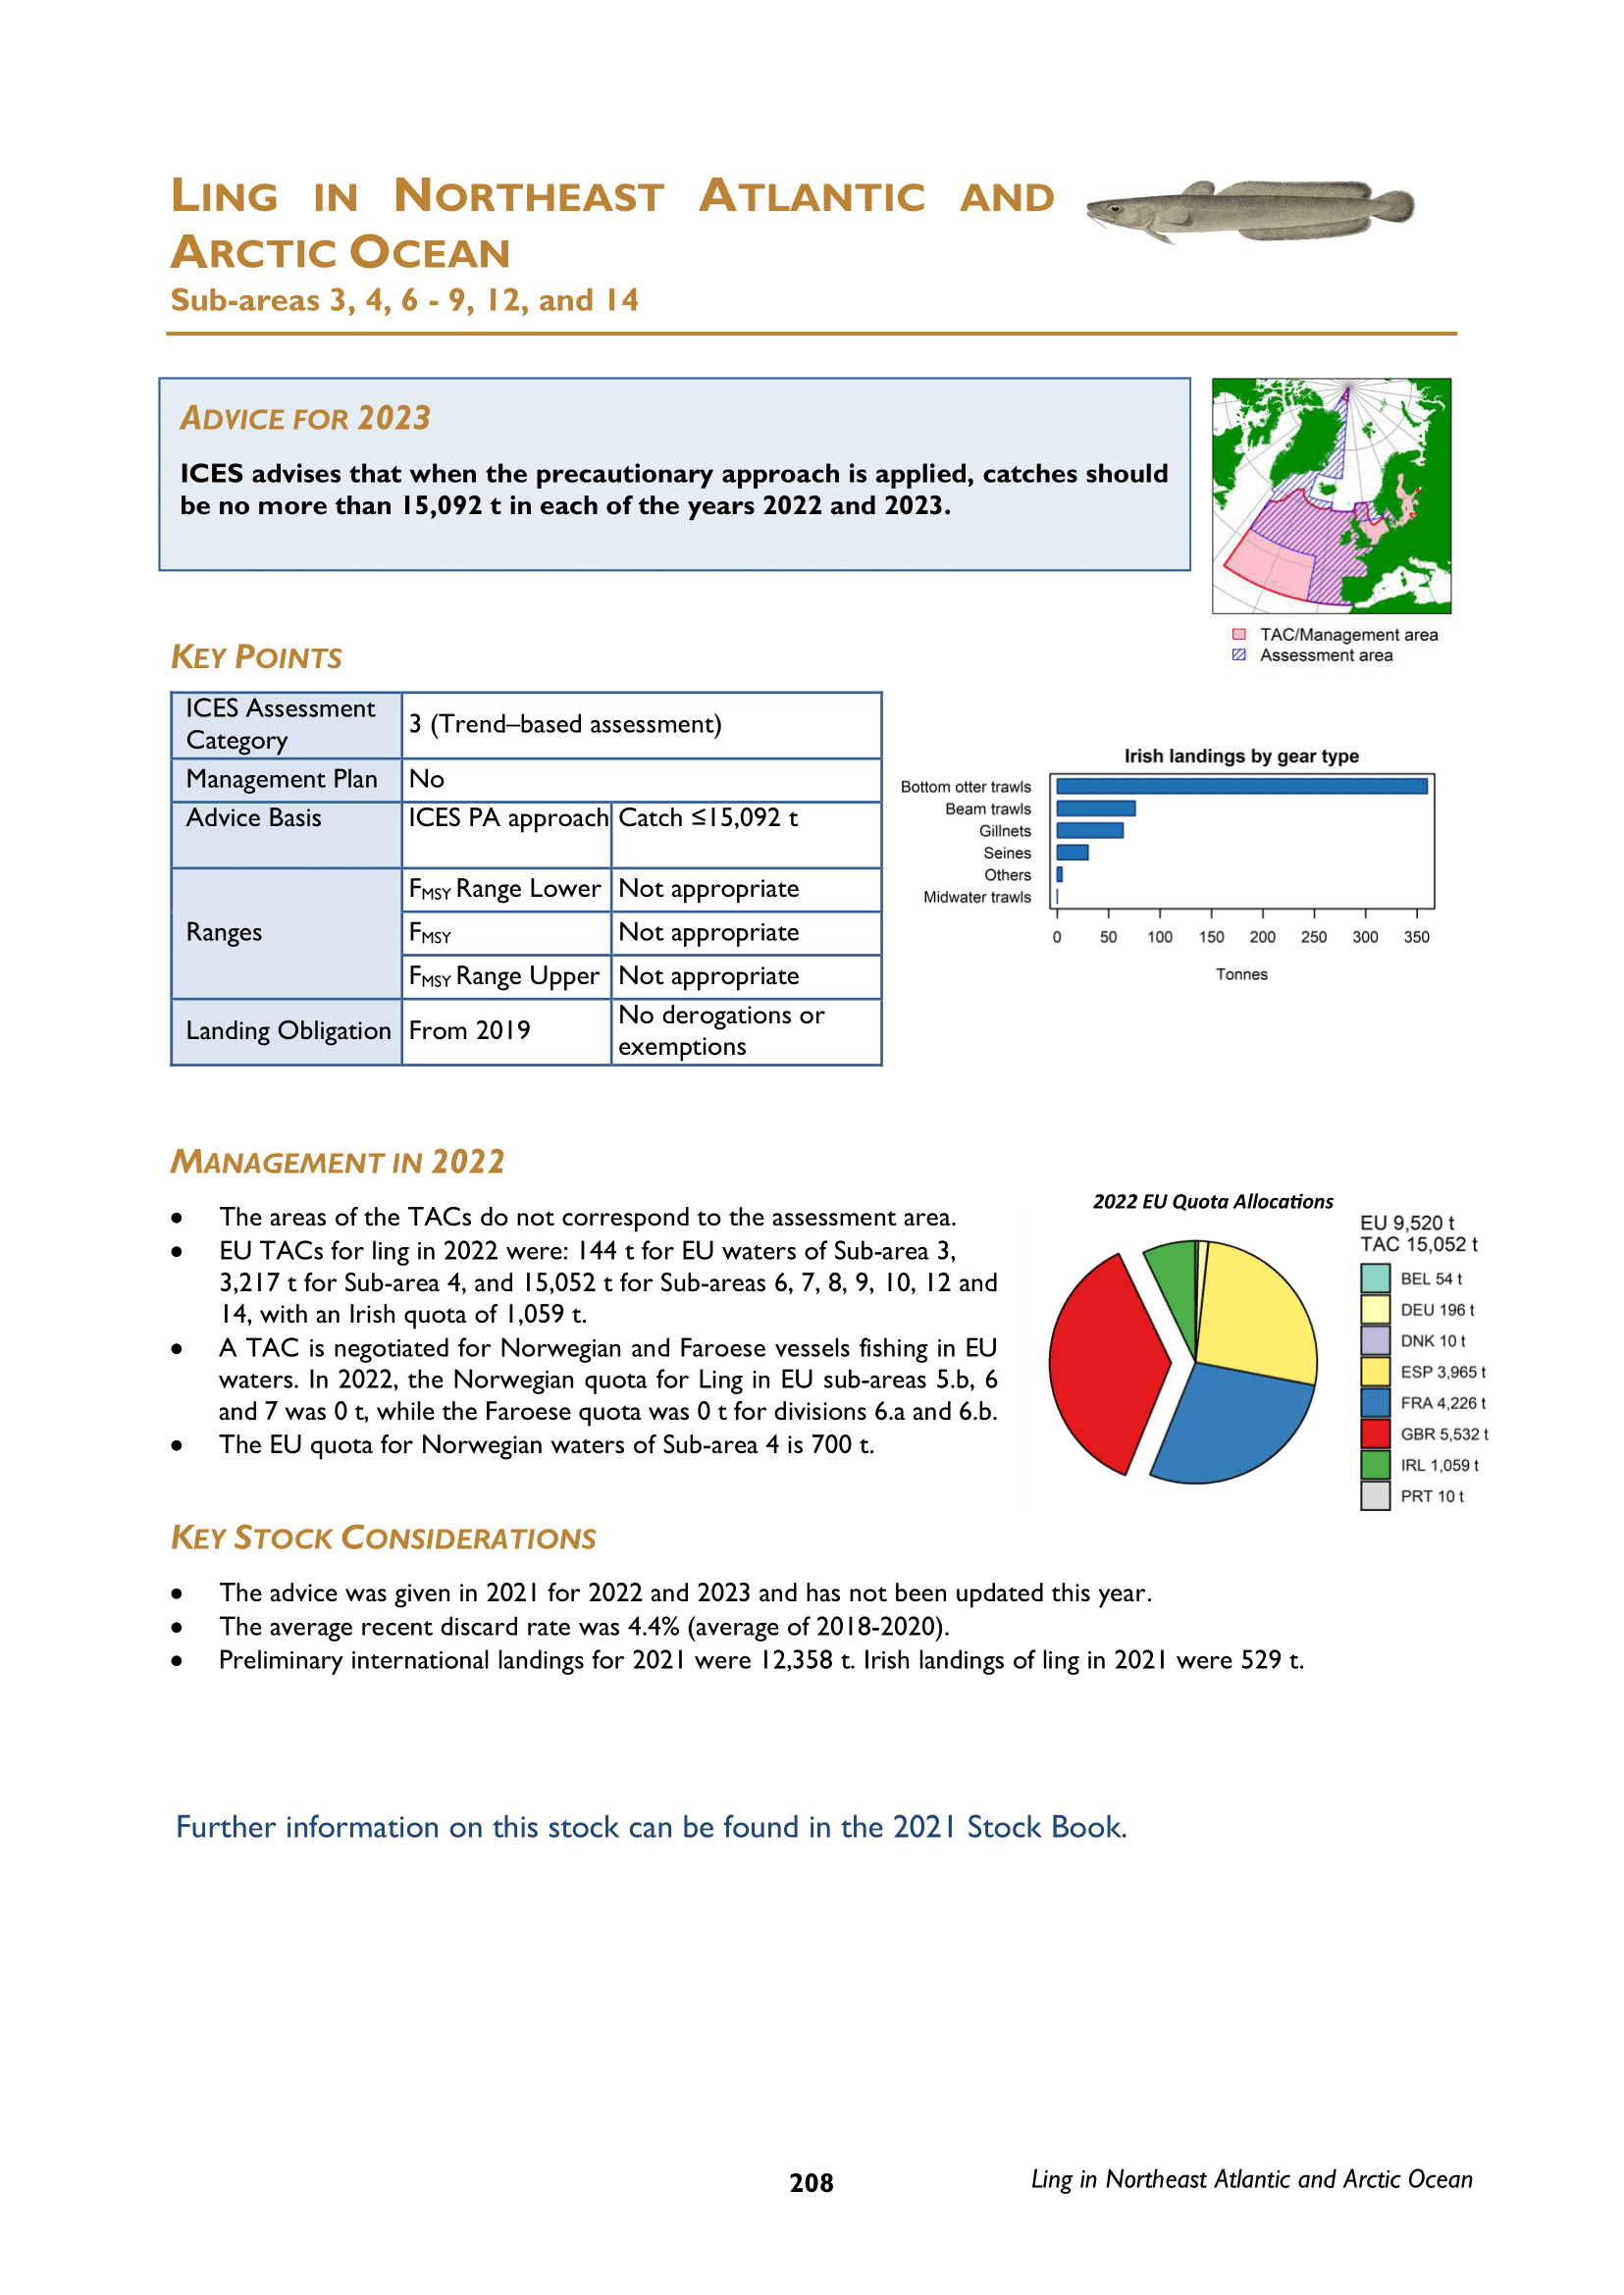 LING IN NORTHEAST ATLANTIC AND
ARCTIC OCEAN
Sub-areas 3, 4, 6 - 9, 12, and 14
ADVICE FOR 2023
ICES advises that when the precautionary approach is applied, catches should
be no more than 15,092 t in each of the years 2022 and 2023.
TAC/Management area
Assessment area
KEY POINTS
ICES Assessment
Category
3 (Trend–based assessment)
Management Plan
No
Advice Basis
ICES PA approach
Catch ≤15,092 t
Ranges
FMSY Range Lower
Not appropriate
FMSY
Not appropriate
FMSY Range Upper
Not appropriate
Landing Obligation
From 2019
No derogations or
exemptions
Irish landings by gear type
Bottom otter trawls
Beam trawls
Gillnets
Seines
Others
Midwater trawls
0 50 100 150 200 250 300 350
Tonnes
MANAGEMENT IN 2022
• The areas of the TACs do not correspond to the assessment area.
• EU TACs for ling in 2022 were: 144 t for EU waters of Sub-area 3,
3,217 t for Sub-area 4, and 15,052 t for Sub-areas 6, 7, 8, 9, 10, 12 and
14, with an Irish quota of 1,059 t.
• A TAC is negotiated for Norwegian and Faroese vessels fishing in EU
waters. In 2022, the Norwegian quota for Ling in EU sub-areas 5.b, 6
and 7 was 0 t, while the Faroese quota was 0 t for divisions 6.a and 6.b.
• The EU quota for Norwegian waters of Sub-area 4 is 700 t.
2022 EU Quota Allocations
EU 9,520 t
TAC 15,052 t
BEL 54 t
DEU 196 t
DNK 10 t
ESP 3,965 t
FRA 4,226 t
GBR 5,532 t
IRL 1,059 t
PRT 10 t
KEY STOCK CONSIDERATIONS
• The advice was given in 2021 for 2022 and 2023 and has not been updated this year.
• The average recent discard rate was 4.4% (average of 2018-2020).
• Preliminary international landings for 2021 were 12,358 t. Irish landings of ling in 2021 were 529 t.
Further information on this stock can be found in the 2021 Stock Book.
208
Ling in Northeast Atlantic and Arctic Ocean